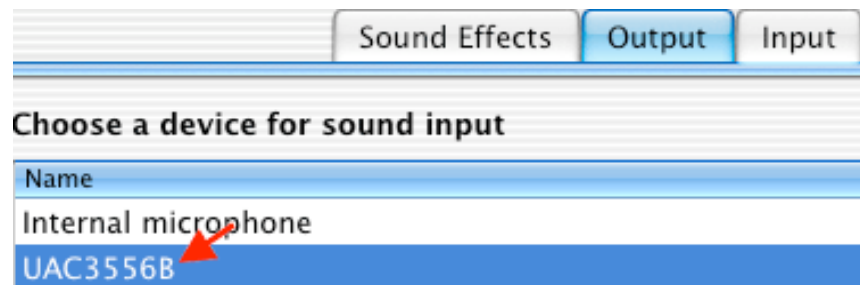 Sound Effects Output Input
Choose a device for sound input
Name
Internal microphone
UAC3556B